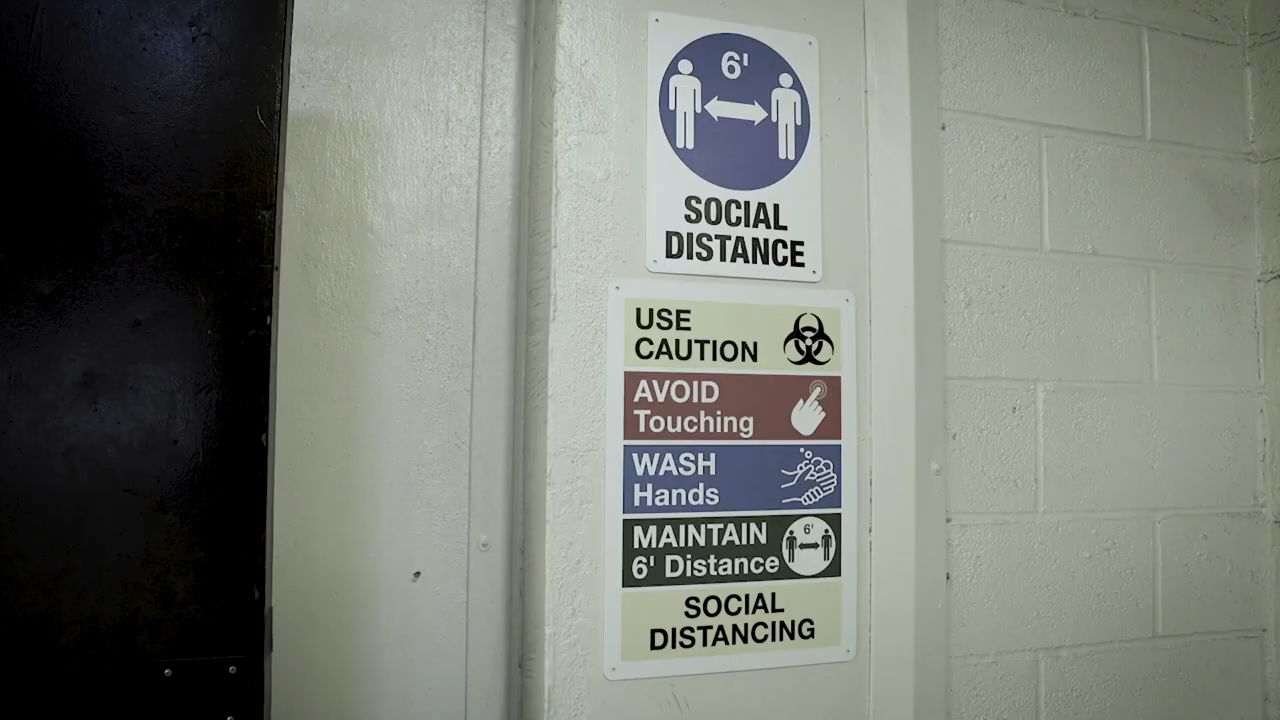 6'
SOCIAL
DISTANCE
USE
CAUTION
AVOID
Touching
WASH
Hands
MAINTAIN
6' Distance
6'
SOCIAL
DISTANCING